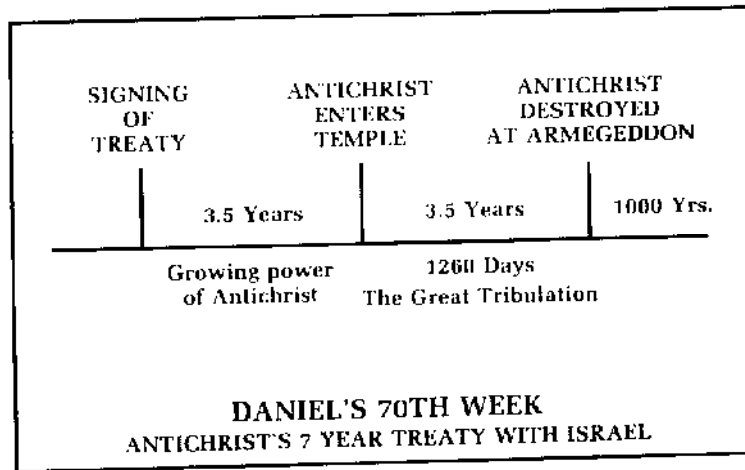 SIGNING
OF
TREATY
ANTICHRIST
ENTERS
TEMPLE
ANTICHRIST
DESTROYED
AT ARMEGEDDON
3.5 Years
3.5 Years
1000 Yrs.
Growing power
of Antichrist
1260 Days
The Great Tribulation
DANIEL'S 70TH WEEK
ANTICHRIST'S 7 YEAR TREATY WITH ISRAEL